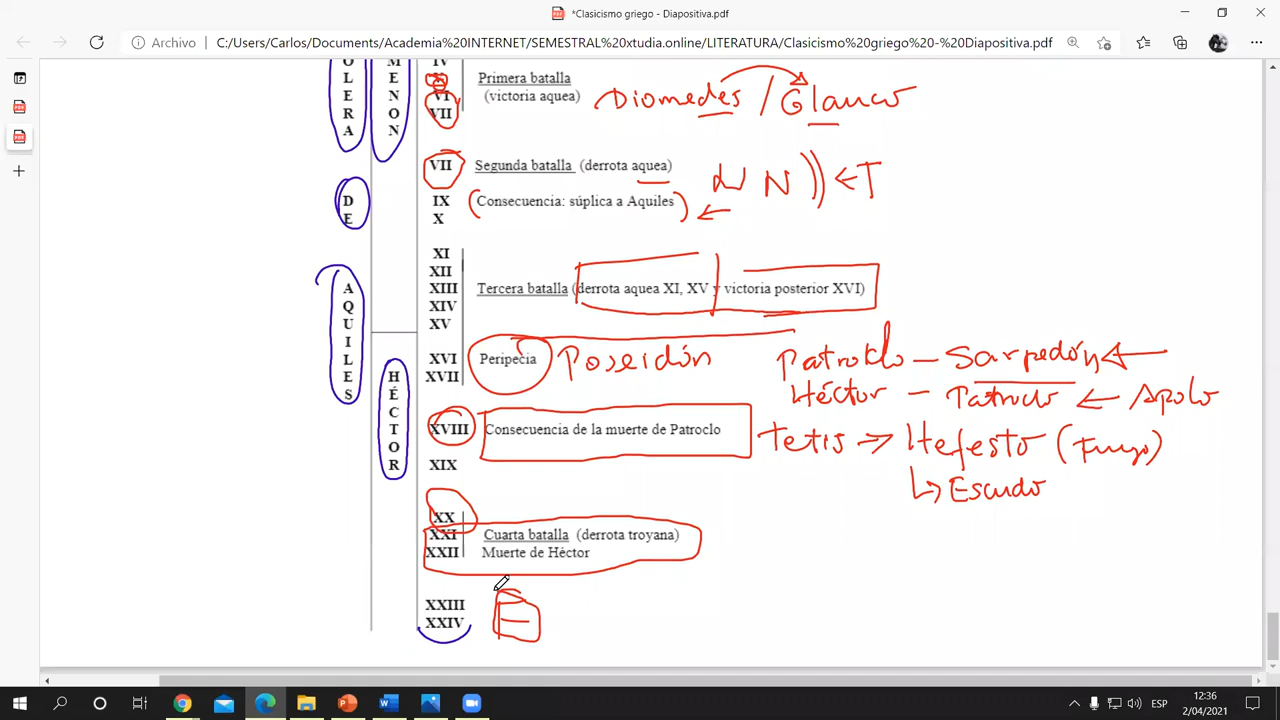 *Clasicismo griego - Diapositiva.pdf
Archivo C:/Users/Carlos/Documents/Academia%20INTERNET/SEMESTRAL%20xtudia.online/LITERATURA/Clasicismo%20griego%20-%20Diapositiva.pdf
O M IV
L E Primera batalla
E N VI (victoria aquea) Diomedes / Glauco
R O VII
A N
VII Segunda batalla (derrota aquea) N )) ← T
D IX (Consecuencia: súplica a Aquiles) ←
E X
XI
XII
A XIII Tercera batalla (derrota aquea XI, XV y victoria posterior XVI)
Q XIV
U XV
I XVI Peripecia Poseidón Patroklo - Sarpedón ←
L H XVII Héctor - Patroclo ← Apolo
E É
S C XVIII Consecuencia de la muerte de Patroclo Tetis ⇒ Hefesto (Fuego)
T
O
R XIX ↳ Escudo
XX
XXI Cuarta batalla (derrota troyana)
XXII Muerte de Héctor
XXIII
XXIV
ESP 12:36
2/04/2021